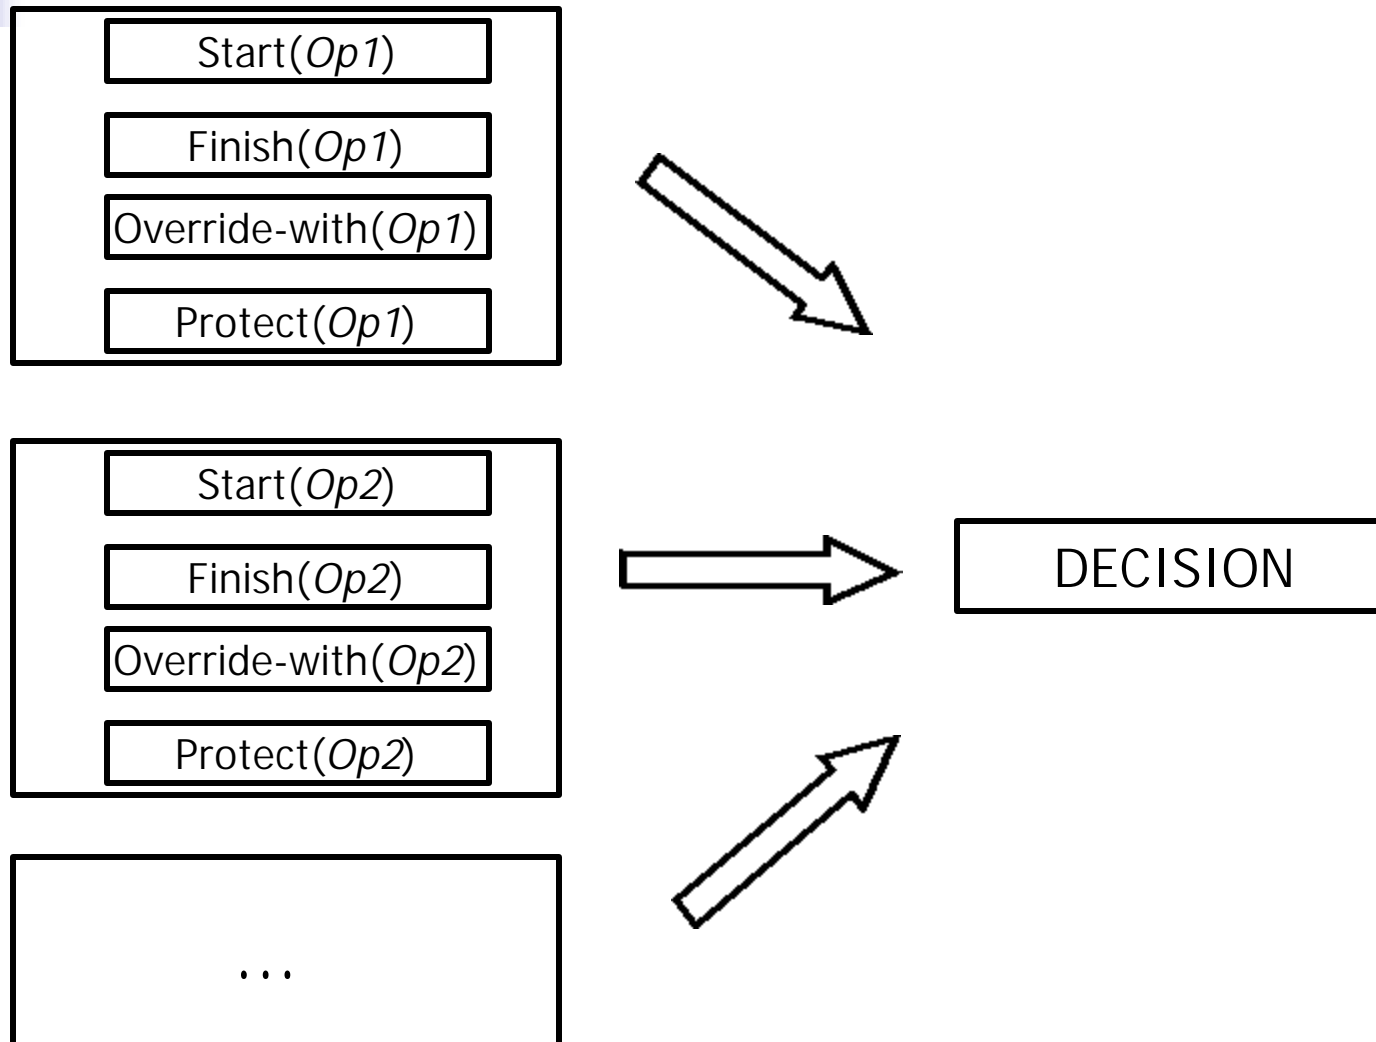 Start(Op1)
Finish(Op1)
Override-with(Op1)
Protect(Op1)
Start(Op2)
Finish(Op2)
Override-with(Op2)
Protect(Op2)
...
DECISION